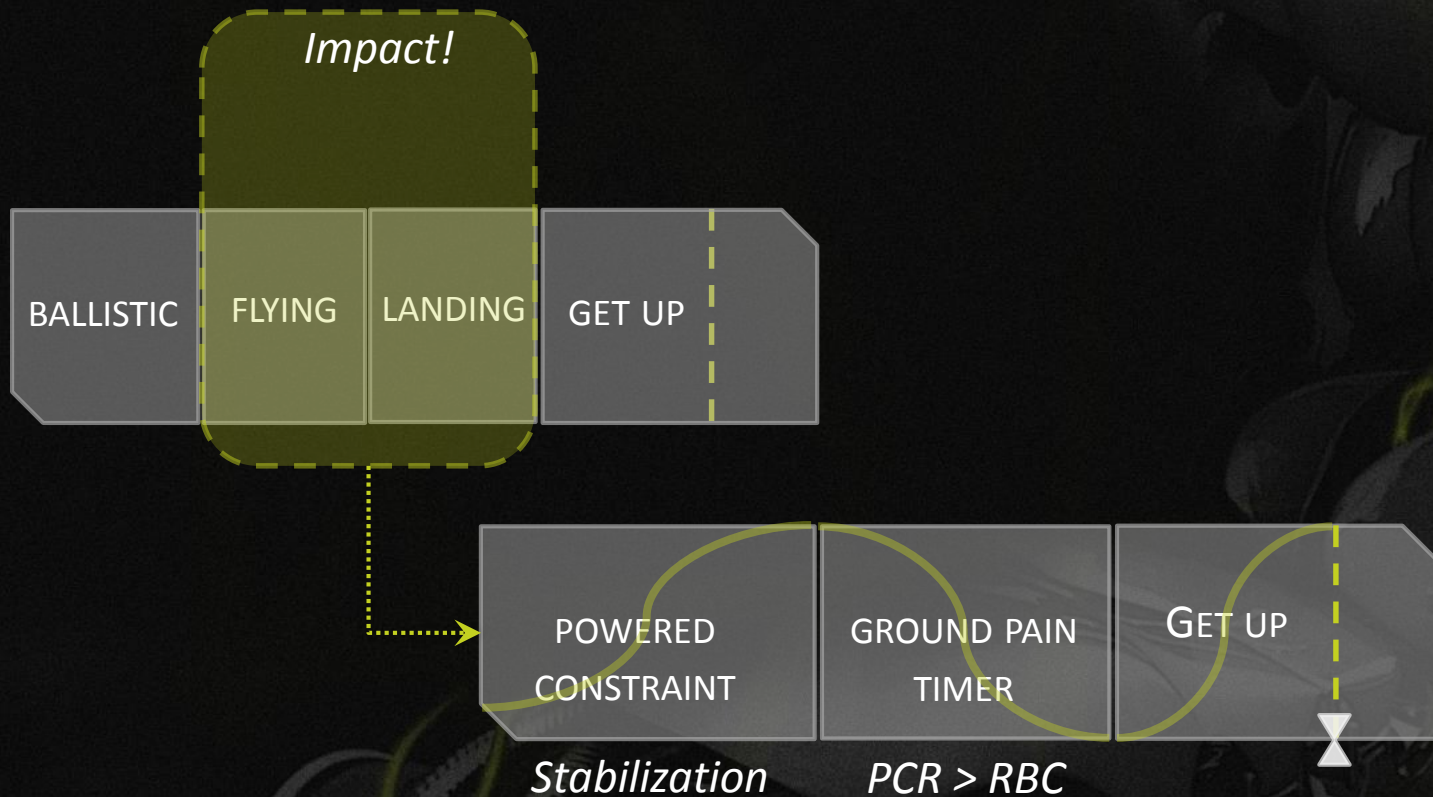 Impact!
BALLISTIC
FLYING
LANDING
GET UP
POWERED
CONSTRAINT
GROUND PAIN
TIMER
GET UP
Stabilization
PCR > RBC